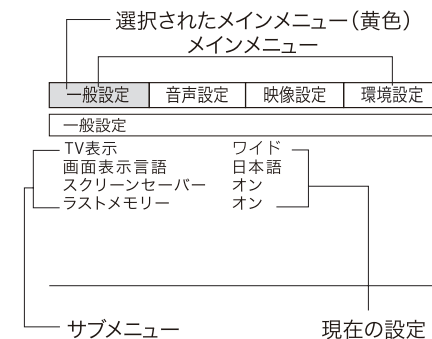 選択されたメインメニュー(黄色)
メインメニュー
一般設定 音声設定 映像設定 環境設定
一般設定
TV表示 ワイド
画面表示言語 日本語
スクリーンセーバー オン
ラストメモリー オン
サブメニュー 現在の設定